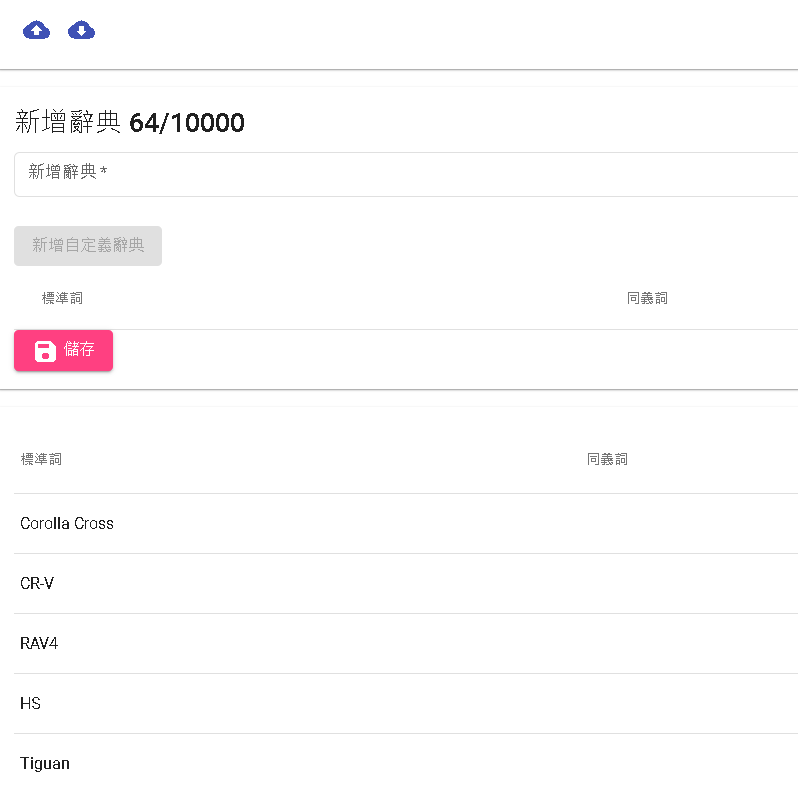 新增辭典 64/10000
新增辭典 *
新增自定義辭典
標準詞 同義詞
儲存
標準詞 同義詞
Corolla Cross
CR-V
RAV4
HS
Tiguan